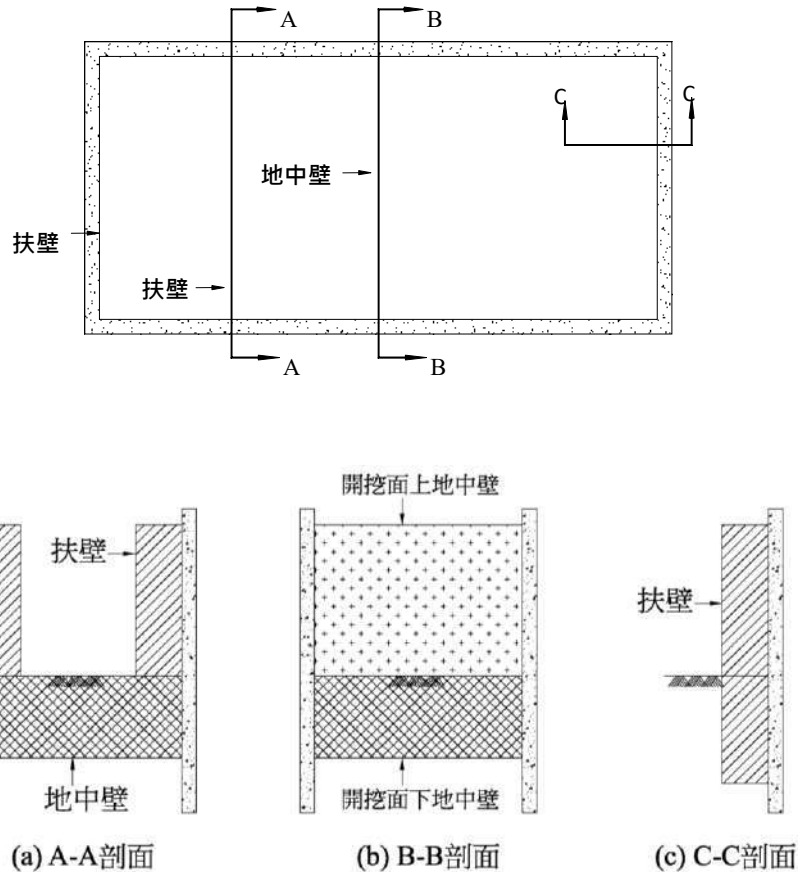 A
B
C
C
地中壁
扶壁
扶壁
A
B
開挖面上地中壁
扶壁
扶壁
地中壁
開挖面下地中壁
(a) A-A剖面
(b) B-B剖面
(c) C-C剖面